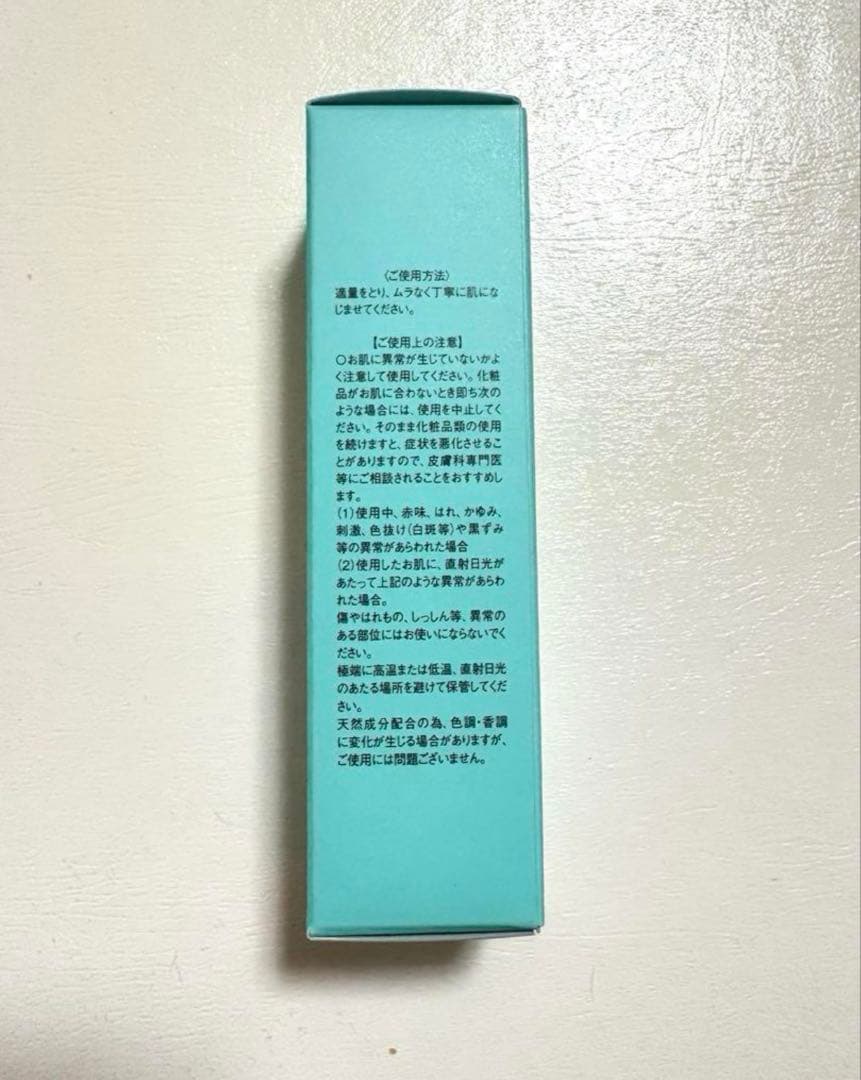 〈ご使用方法〉
適量をとり、ムラなく丁寧に肌にな
じませてください。
【ご使用上の注意】
〇お肌に異常が生じていないかよ
く注意して使用してください。化粧
品がお肌に合わないとき即ち次の
ような場合には、使用を中止してく
ださい。そのまま化粧品類の使用
を続けますと、症状を悪化させるこ
とがありますので、皮膚科専門医
等にご相談されることをおすすめし
ます。
(1)使用中、赤味、はれ、かゆみ、
刺激、色抜け(白斑等)や黒ずみ
等の異常があらわれた場合
(2)使用したお肌に、直射日光が
あたって上記のような異常があらわ
れた場合。
傷やはれもの、しっしん等、異常の
ある部位にはお使いにならないでく
ださい。
極端に高温または低温、直射日光
のあたる場所を避けて保管してくだ
さい。
天然成分配合の為、色調・香調
に変化が生じる場合がありますが、
ご使用には問題ございません。